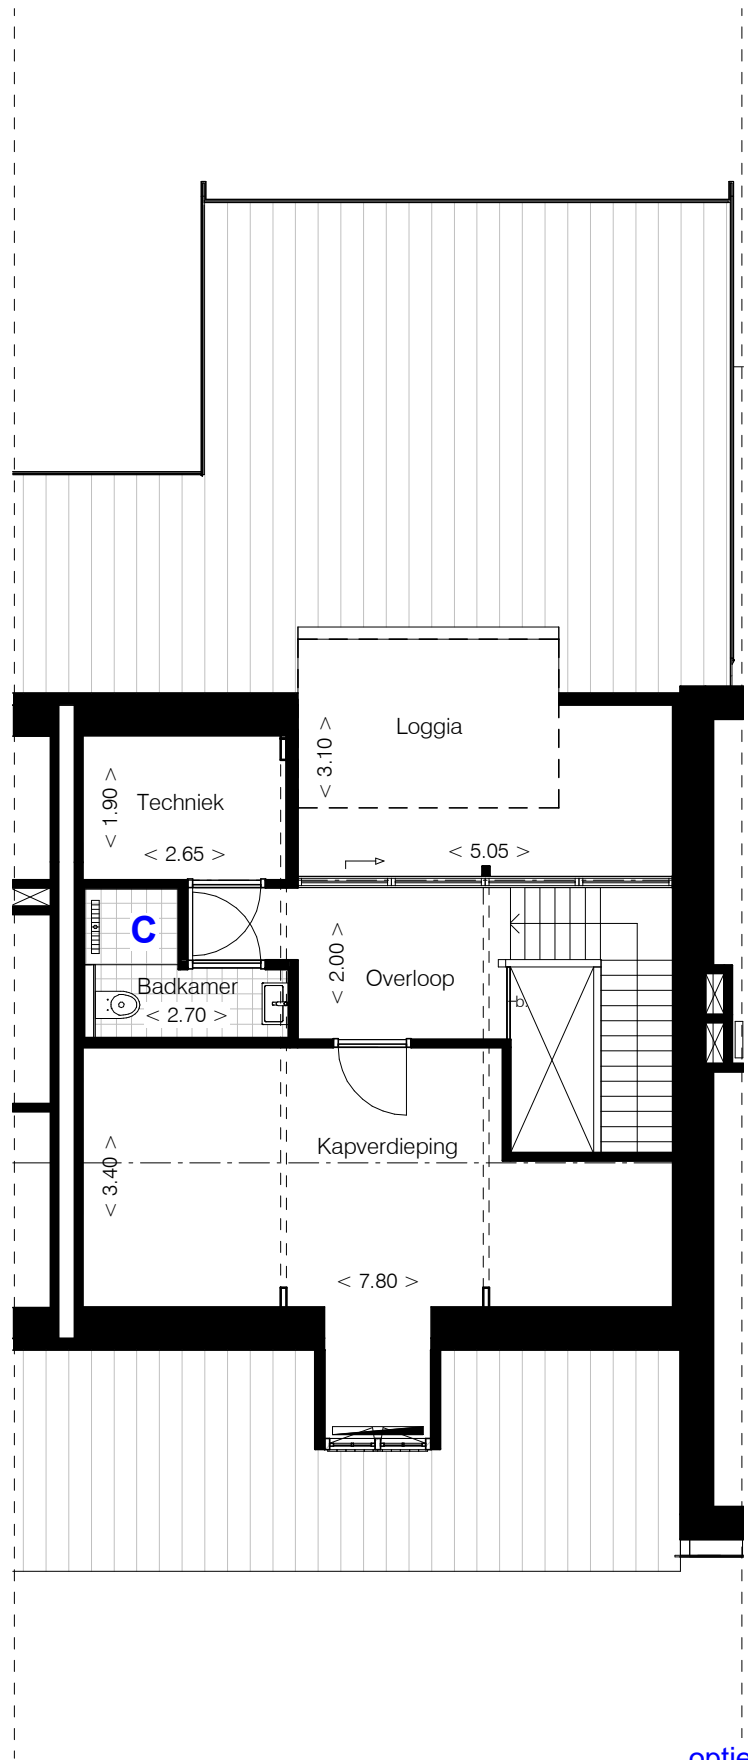 Loggia
< 3.10 >
Techniek
< 1.90 >
< 2.65 >
< 5.05 >
C
Badkamer
< 2.70 >
< 2.00 >
Overloop
b.
Kapverdieping
< 3.40 >
< 7.80 >
optie